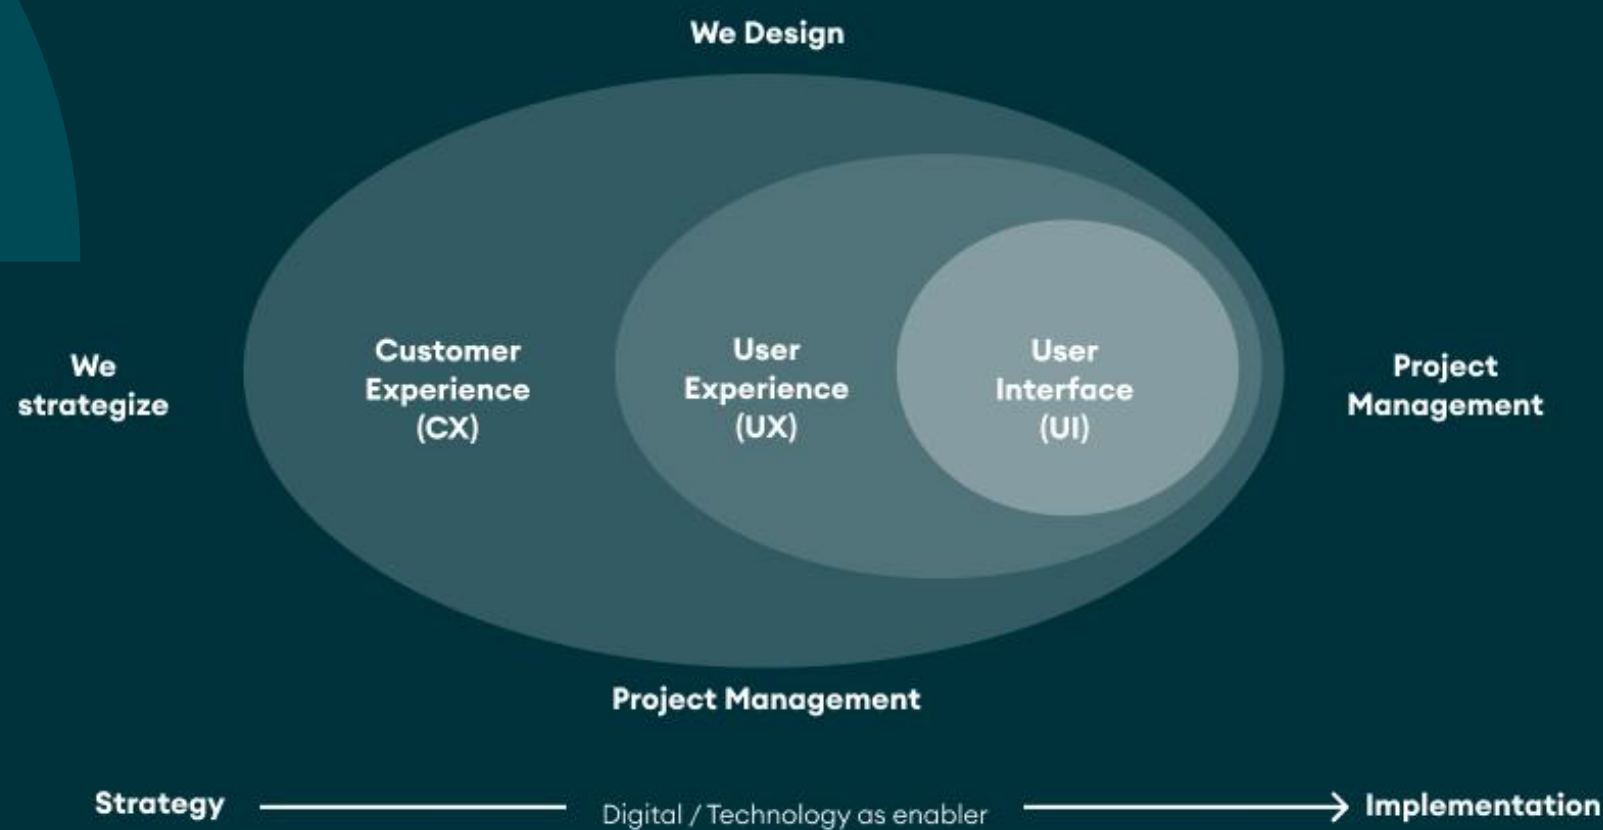 We Design
We
strategize
Customer
Experience
(CX)
User
Experience
(UX)
User
Interface
(UI)
Project
Management
Project Management
Strategy
Digital / Technology as enabler
Implementation